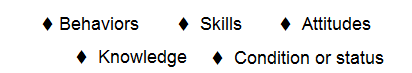 ♦ Behaviors ♦ Skills ♦ Attitudes
♦ Knowledge ♦ Condition or status